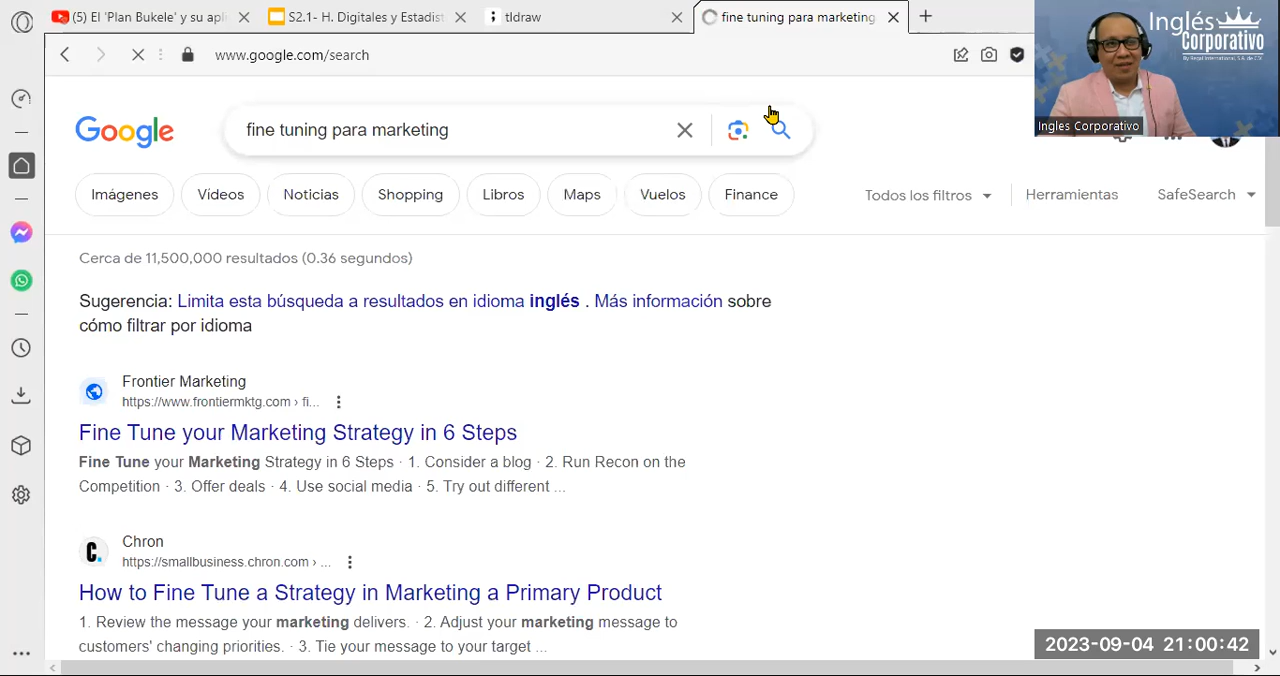 (5) El 'Plan Bukele' y su apli
S2.1- H. Digitales y Estadist
tldraw
fine tuning para marketing
www.google.com/search
Inglés
Corporativo
By Regal International, S.A. de C.V.
Ingles Corporativo
Google
fine tuning para marketing
Imágenes
Vídeos
Noticias
Shopping
Libros
Maps
Vuelos
Finance
Todos los filtros
Herramientas
SafeSearch
Cerca de 11,500,000 resultados (0.36 segundos)
Sugerencia: Limita esta búsqueda a resultados en idioma inglés . Más información sobre
cómo filtrar por idioma
Frontier Marketing
https://www.frontiermktg.com › fi...
Fine Tune your Marketing Strategy in 6 Steps
Fine Tune your Marketing Strategy in 6 Steps · 1. Consider a blog · 2. Run Recon on the
Competition · 3. Offer deals · 4. Use social media · 5. Try out different ...
Chron
https://smallbusiness.chron.com › ...
How to Fine Tune a Strategy in Marketing a Primary Product
1. Review the message your marketing delivers. · 2. Adjust your marketing message to
customers' changing priorities. · 3. Tie your message to your target ...
2023-09-04 21:00:42